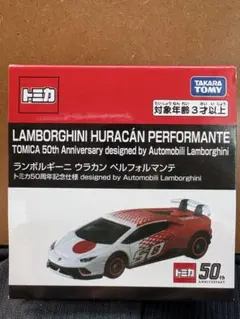 トミカ
TAKARA
TOMY
対象年齢3才以上
LAMBORGHINI HURACÁN PERFORMANTE
TOMICA 50th Anniversary designed by Automobili Lamborghini
ランボルギーニ ウラカン ペルフォルマンテ
トミカ50周年記念仕様 designed by Automobili Lamborghini
50
トミカ
50th
ANNIVERSARY